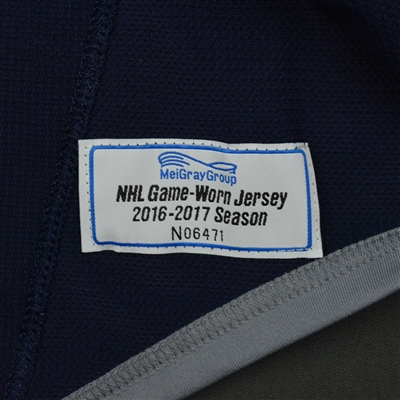 MeiGrayGroup
NHL Game-Worn Jersey
2016-2017 Season
N06471